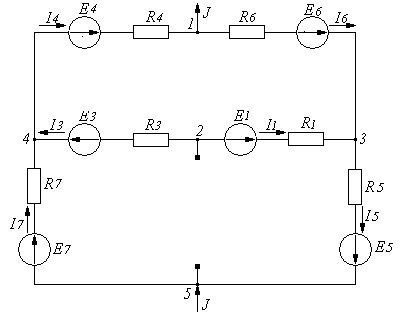 I4 E4 R4 1 J R6 E6 I6
4 I3 E3 R3 2 E1 I1 R1 3
R7 R5
I7 I5
E7 E5
5 J